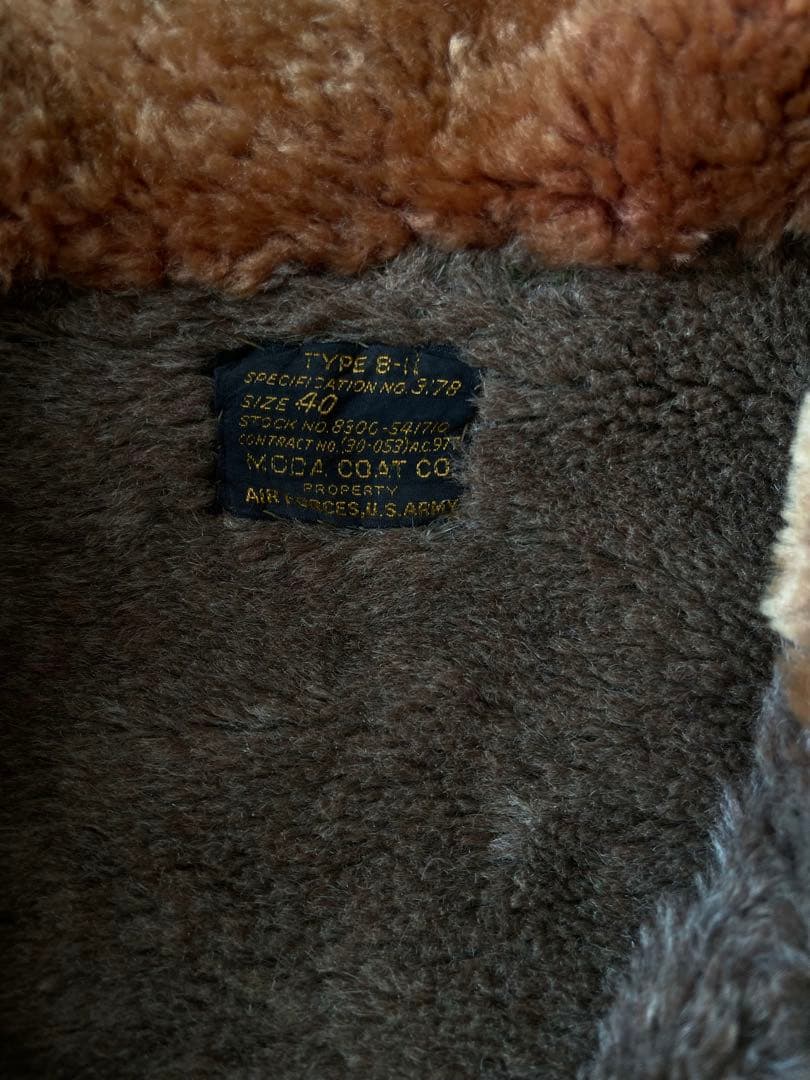 TYPE B-11
SPECIFICATION NO. 3178
SIZE 40
STOCK NO. 8300-541710
CONTRACT NO. (30-053) A.C. 977
MODA COAT CO.
PROPERTY
AIR FORCES, U.S. ARMY